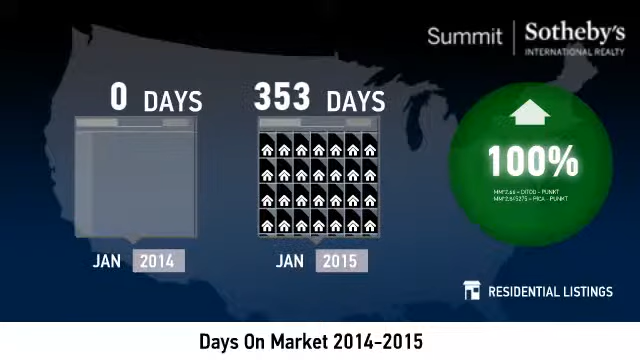 Summit | Sotheby's
INTERNATIONAL REALTY
0 DAYS
353 DAYS
100%
JAN 2014
JAN 2015
RESIDENTIAL LISTINGS
Days On Market 2014-2015